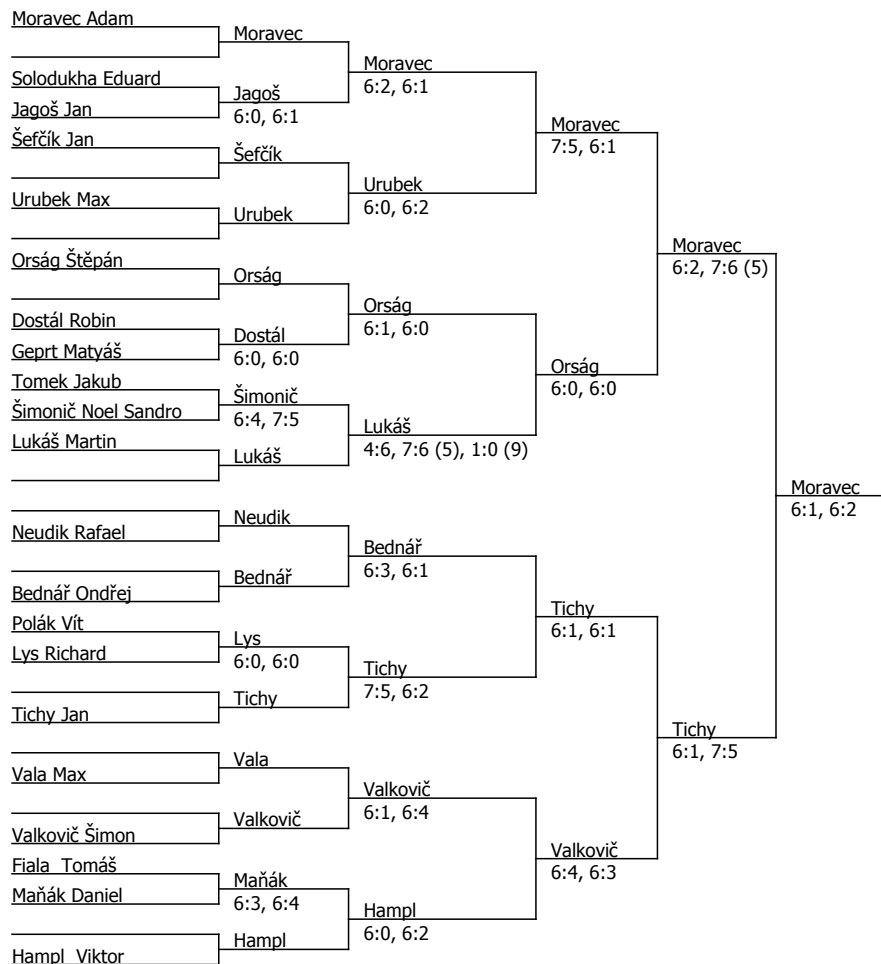 Moravec Adam
Moravec
Solodukha Eduard
Moravec
6:2, 6:1
Jagoš
Jagoš Jan
6:0, 6:1
Moravec
7:5, 6:1
Šefčík Jan
Šefčík
Urubek
6:0, 6:2
Urubek Max
Urubek
Moravec
6:2, 7:6 (5)
Orság Štěpán
Orság
Orság
6:1, 6:0
Dostál Robin
Dostál
6:0, 6:0
Geprt Matyáš
Orság
6:0, 6:0
Tomek Jakub
Šimonič
6:4, 7:5
Šimonič Noel Sandro
Lukáš
4:6, 7:6 (5), 1:0 (9)
Lukáš Martin
Lukáš
Moravec
6:1, 6:2
Neudik
Neudik Rafael
Bednář
6:3, 6:1
Bednář
Bednář Ondřej
Tichy
6:1, 6:1
Polák Vít
Lys
6:0, 6:0
Lys Richard
Tichy
7:5, 6:2
Tichy
Tichy Jan
Tichy
6:1, 7:5
Vala
Vala Max
Valkovič
6:1, 6:4
Valkovič
Valkovič Šimon
Valkovič
6:4, 6:3
Fiala  Tomáš
Maňák
6:3, 6:4
Maňák Daniel
Hampl
6:0, 6:2
Hampl
Hampl  Viktor